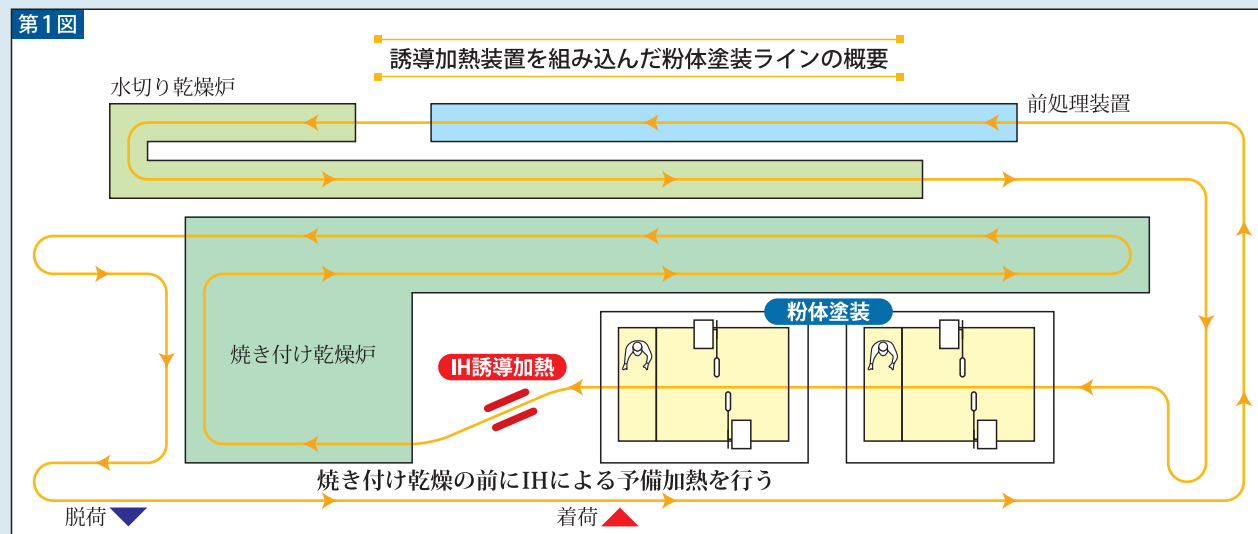 第1図
誘導加熱装置を組み込んだ粉体塗装ラインの概要
水切り乾燥炉
前処理装置
粉体塗装
焼き付け乾燥炉
IH誘導加熱
焼き付け乾燥の前にIHによる予備加熱を行う
脱荷
着荷